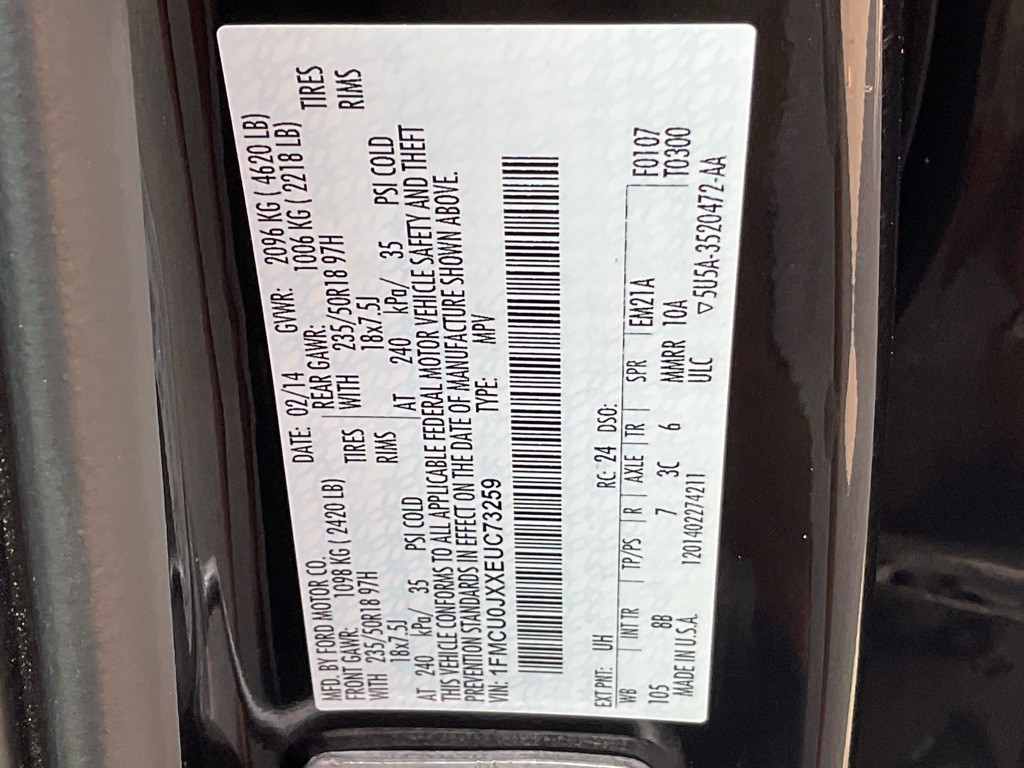 MFD. BY FORD MOTOR CO. DATE: 02/14 GVWR: 2096 KG ( 4620 LB)
FRONT GAWR: 1098 KG ( 2420 LB) REAR GAWR: 1006 KG ( 2218 LB)
WITH 235/50R18 97H TIRES WITH 235/50R18 97H TIRES
18x7.5J RIMS 18x7.5J RIMS
AT 240 kPa/ 35 PSI COLD AT 240 kPa/ 35 PSI COLD
THIS VEHICLE CONFORMS TO ALL APPLICABLE FEDERAL MOTOR VEHICLE SAFETY AND THEFT
PREVENTION STANDARDS IN EFFECT ON THE DATE OF MANUFACTURE SHOWN ABOVE.
VIN: 1FMCU0JXXEUC73259 TYPE: MPV
EXT PNT: UH RC: 24 DSO: F0107
WB | INT TR | TP/PS | R | AXLE | TR | SPR | EM21A T0300
105 8B 7 3C 6 MMRR 10A
MADE IN U.S.A. 120140227421 1 ULC ▽5U5A-3520472-AA